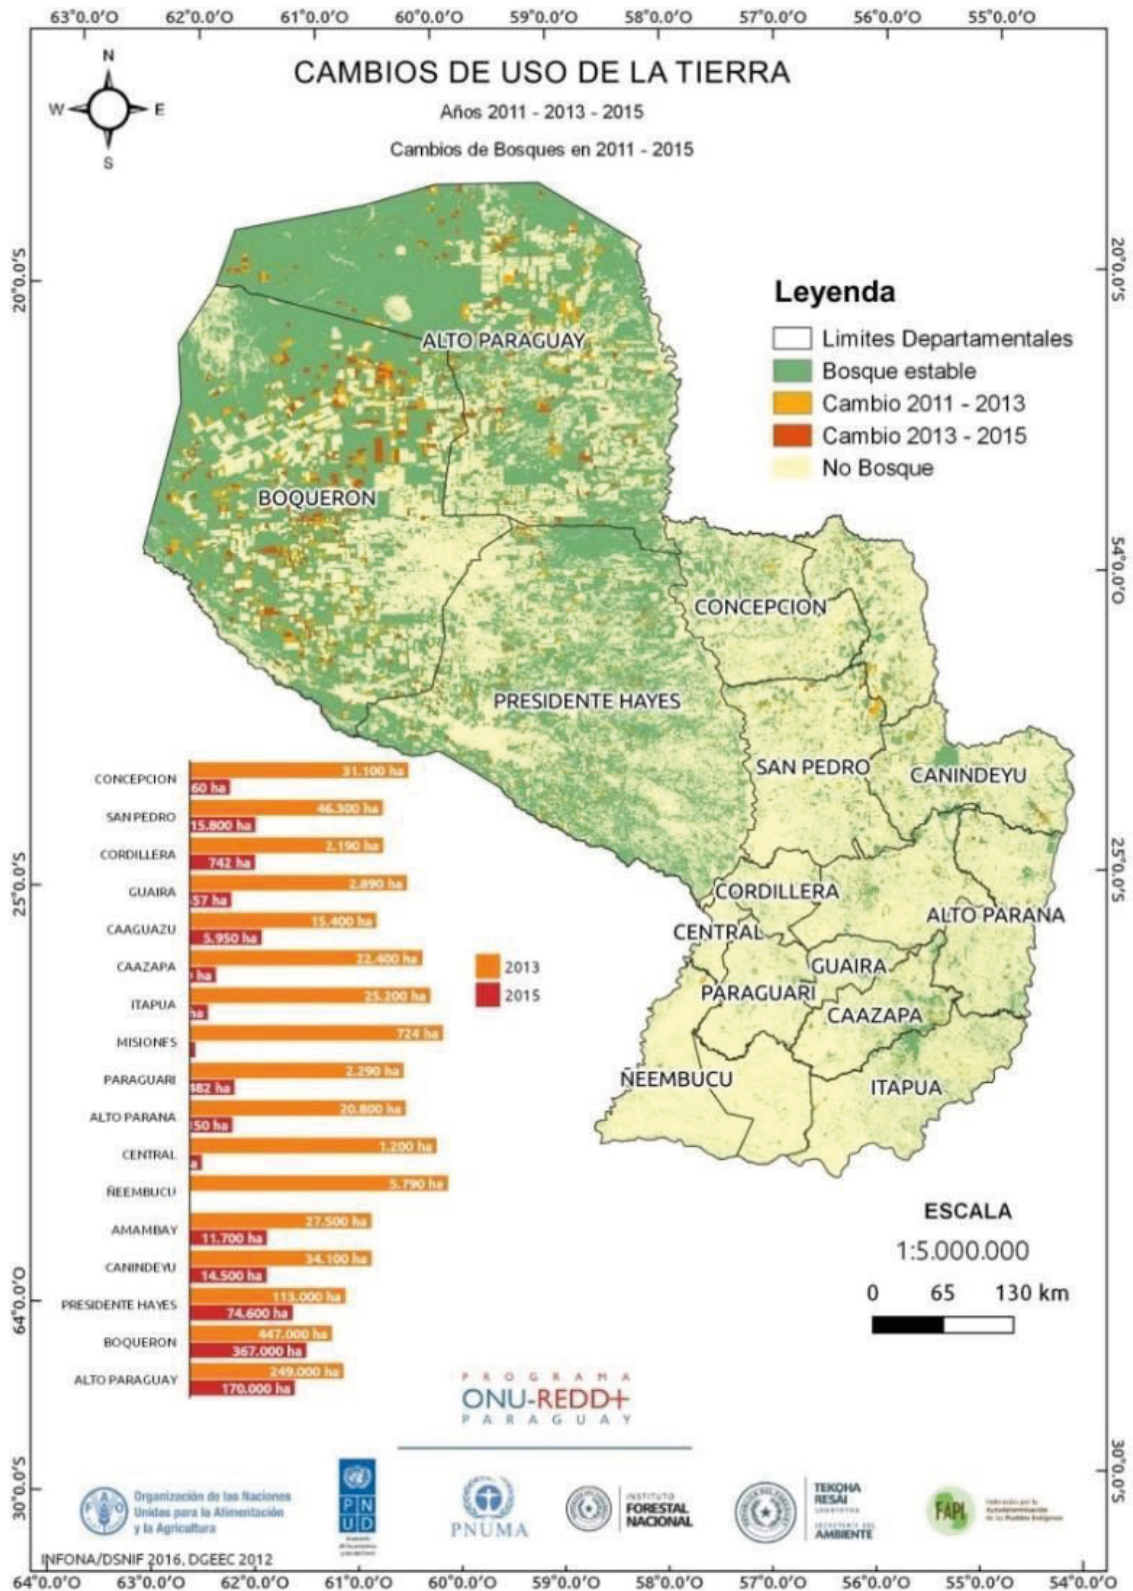 63°0.0'O 62°0.0'O 61°0.0'O 60°0.0'O 59°0.0'O 58°0.0'O 57°0.0'O 56°0.0'O 55°0.0'O
N
W E
S
CAMBIOS DE USO DE LA TIERRA
Años 2011 - 2013 - 2015
Cambios de Bosques en 2011 - 2015
20°0.0'S
20°0.0'S
Leyenda
Limites Departamentales
Bosque estable
Cambio 2011 - 2013
Cambio 2013 - 2015
No Bosque
ALTO PARAGUAY
BOQUERON
54°0.0'O
CONCEPCION
PRESIDENTE HAYES
SAN PEDRO
CANINDEYU
25°0.0'S
25°0.0'S
CORDILLERA
ALTO PARANA
CENTRAL
GUAIRA
PARAGUARI
CAAZAPA
ÑEEMBUCU
ITAPUA
CONCEPCION 31.100 ha
60 ha
SAN PEDRO 46.300 ha
15.800 ha
CORDILLERA 2.190 ha
742 ha
GUAIRA 2.890 ha
57 ha
CAAGUAZU 15.400 ha
5.950 ha
CAAZAPA 22.400 ha
ha
ITAPUA 25.200 ha
ha
MISIONES 724 ha
PARAGUARI 2.290 ha
482 ha
ALTO PARANA 20.800 ha
50 ha
CENTRAL 1.200 ha
a
ÑEEMBUCU 5.790 ha
AMAMBAY 27.500 ha
11.700 ha
CANINDEYU 34.100 ha
14.500 ha
PRESIDENTE HAYES 113.000 ha
74.600 ha
BOQUERON 447.000 ha
367.000 ha
ALTO PARAGUAY 249.000 ha
170.000 ha
2013
2015
ESCALA
1:5.000.000
0 65 130 km
64°0.0'O
PROGRAMA
ONU-REDD+
PARAGUAY
30°0.0'S
30°0.0'S
FAO
Organización de las Naciones
Unidas para la Alimentación
y la Agricultura
PN
UD
PNUMA
INSTITUTO
FORESTAL
NACIONAL
TEKOHA
RESÁI
SECRETARÍA DEL
AMBIENTE
FAPI
Federación por la
Autodeterminación
de los Pueblos Indígenas
INFONA/DSNIF 2016, DGEEC 2012
64°0.0'O 63°0.0'O 62°0.0'O 61°0.0'O 60°0.0'O 59°0.0'O 58°0.0'O 57°0.0'O 56°0.0'O 55°0.0'O 54°0.0'O